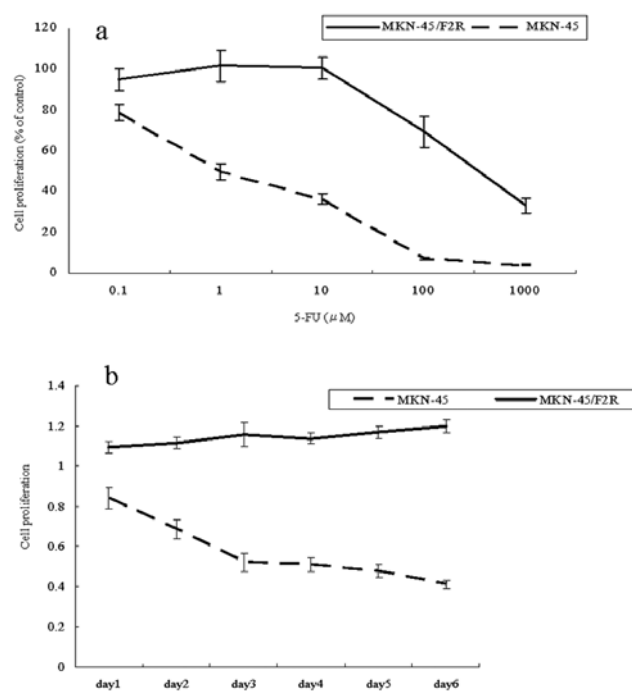 a
MKN-45/F2R MKN-45
Cell proliferation (% of control)
120
100
80
60
40
20
0
0.1 1 10 100 1000
5-FU (μM)
b
MKN-45 MKN-45/F2R
Cell proliferation
1.4
1.2
1
0.8
0.6
0.4
0.2
0
day1 day2 day3 day4 day5 day6